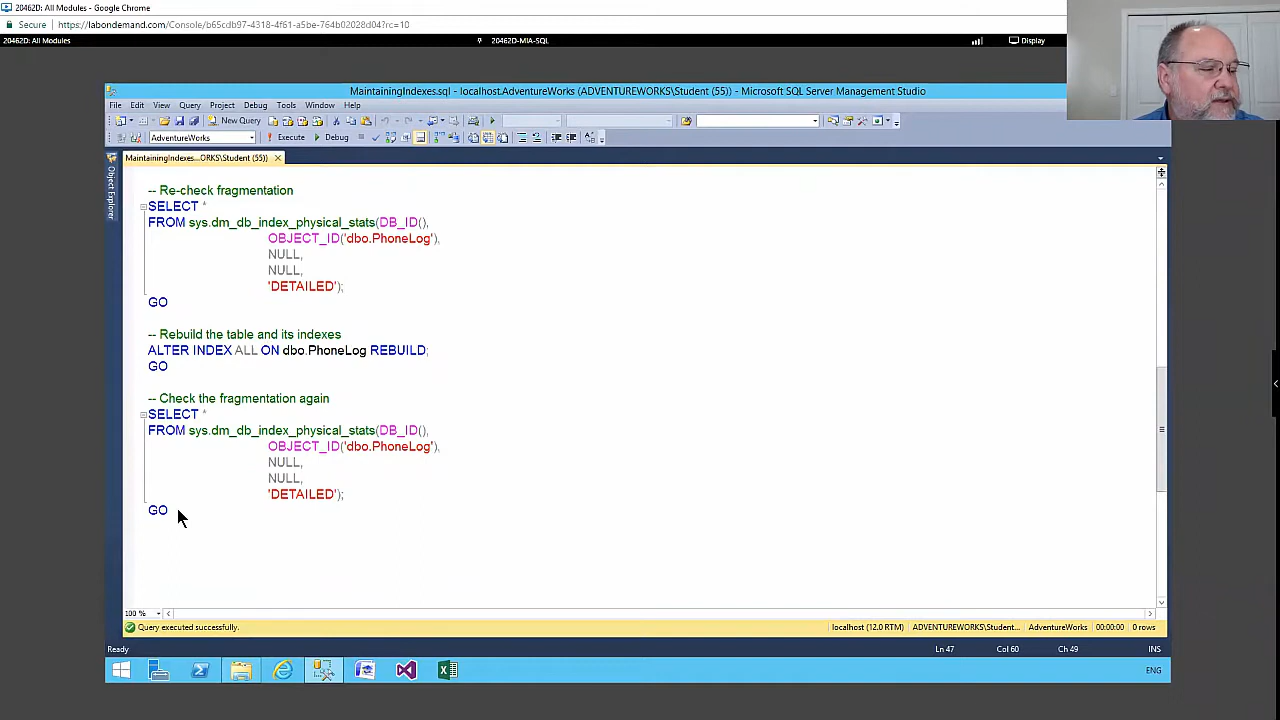 20462D: All Modules - Google Chrome
Secure https://labondemand.com/Console/b65cdb97-4318-4f61-a5be-764b02028d04?rc=10
20462D: All Modules 20462D-MIA-SQL Display
MaintainingIndexes.sql - localhost.AdventureWorks (ADVENTUREWORKS\Student (55)) - Microsoft SQL Server Management Studio
File Edit View Query Project Debug Tools Window Help
New Query
AdventureWorks Execute Debug
MaintainingIndexes...ORKS\Student (55))
Object Explorer
-- Re-check fragmentation
SELECT *
FROM sys.dm_db_index_physical_stats(DB_ID(),
OBJECT_ID('dbo.PhoneLog'),
NULL,
NULL,
'DETAILED');
GO
-- Rebuild the table and its indexes
ALTER INDEX ALL ON dbo.PhoneLog REBUILD;
GO
-- Check the fragmentation again
SELECT *
FROM sys.dm_db_index_physical_stats(DB_ID(),
OBJECT_ID('dbo.PhoneLog'),
NULL,
NULL,
'DETAILED');
GO
100 %
Query executed successfully. localhost (12.0 RTM) ADVENTUREWORKS\Student... AdventureWorks 00:00:00 0 rows
Ready Ln 47 Col 60 Ch 49 INS
ENG